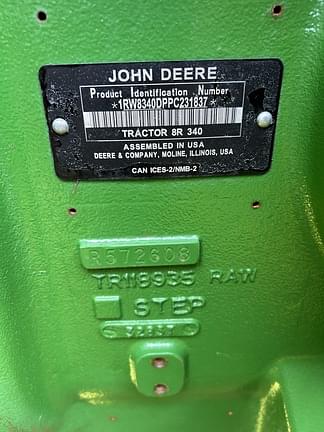 JOHN DEERE
Product Identification Number
*1RW8340DPPC231837*
TRACTOR 8R 340
ASSEMBLED IN USA
DEERE & COMPANY, MOLINE, ILLINOIS, USA
CAN ICES-2/NMB-2
R572608
TR118935 RAW
STEP